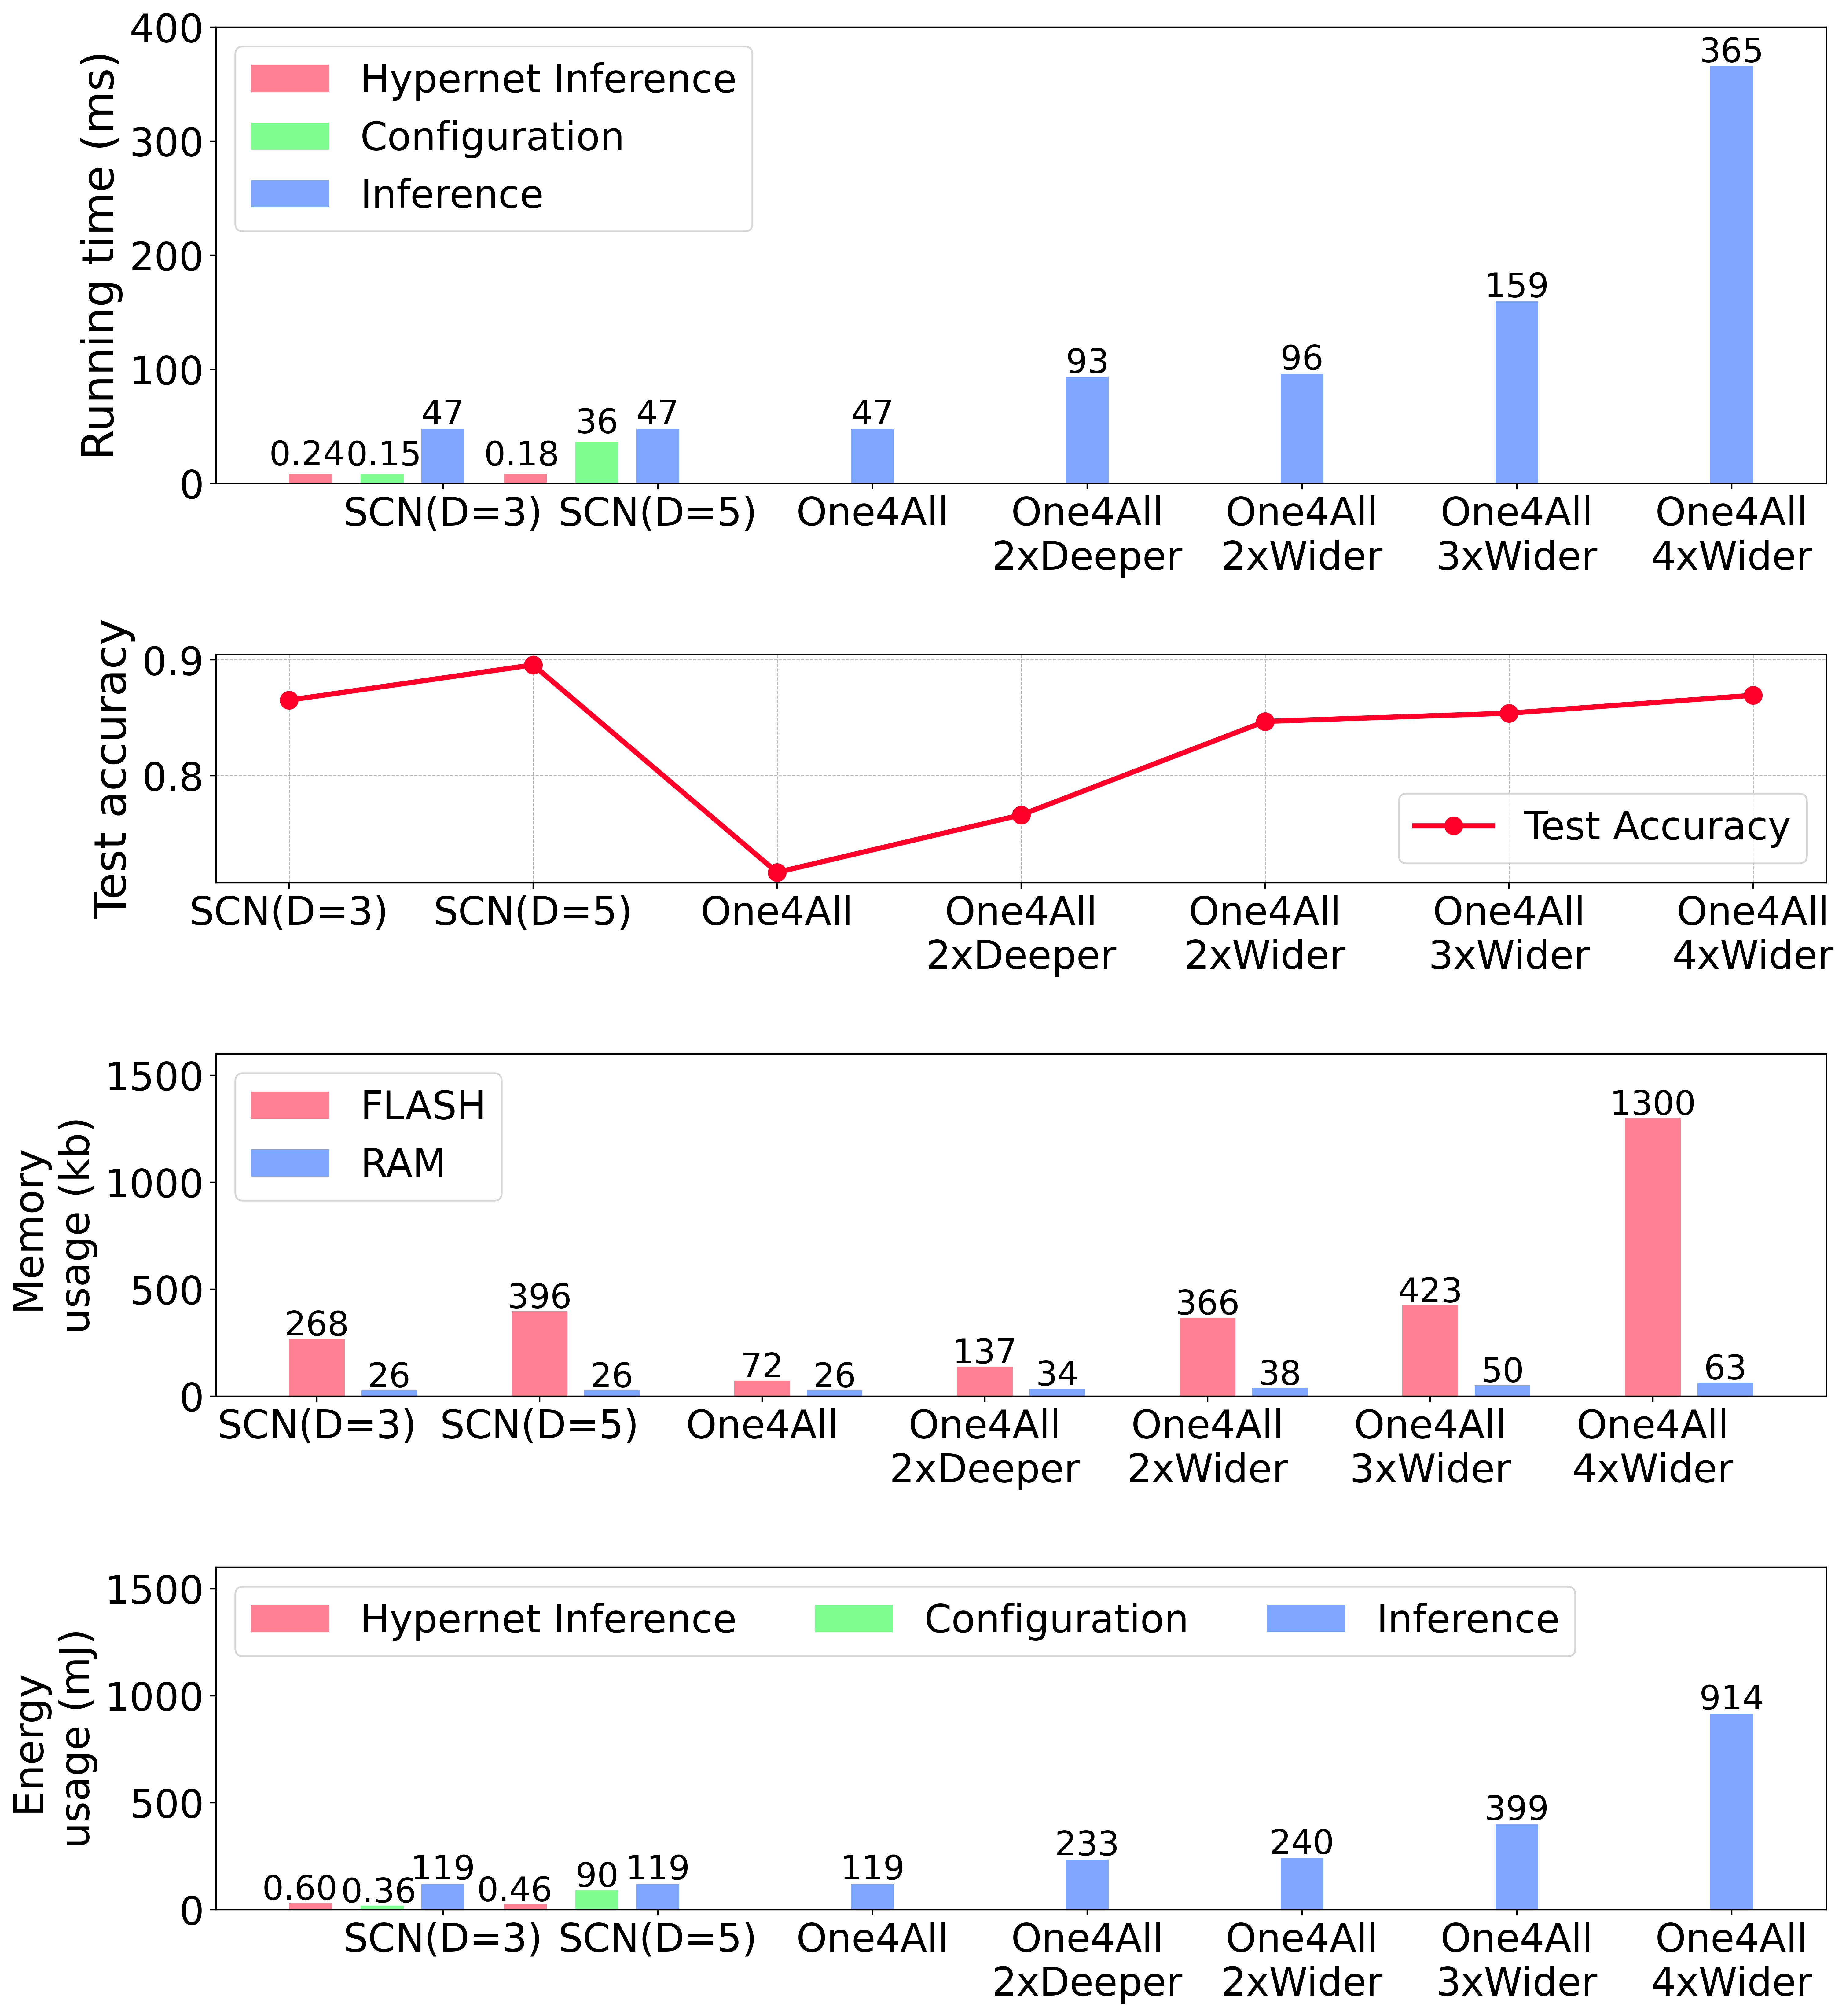 Running time (ms)
400
300
200
100
0
Hypernet Inference
Configuration
Inference
0.24
0.15
47
0.18
36
47
47
93
96
159
365
SCN(D=3)
SCN(D=5)
One4All
One4All
2xDeeper
One4All
2xWider
One4All
3xWider
One4All
4xWider
Test accuracy
0.9
0.8
Test Accuracy
SCN(D=3)
SCN(D=5)
One4All
One4All
2xDeeper
One4All
2xWider
One4All
3xWider
One4All
4xWider
Memory
usage (kb)
1500
1000
500
0
FLASH
RAM
268
26
396
26
72
26
137
34
366
38
423
50
1300
63
SCN(D=3)
SCN(D=5)
One4All
One4All
2xDeeper
One4All
2xWider
One4All
3xWider
One4All
4xWider
Energy
usage (mJ)
1500
1000
500
0
Hypernet Inference
Configuration
Inference
0.60
0.36
119
0.46
90
119
119
233
240
399
914
SCN(D=3)
SCN(D=5)
One4All
One4All
2xDeeper
One4All
2xWider
One4All
3xWider
One4All
4xWider